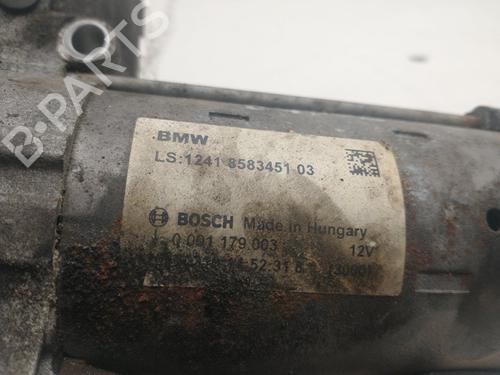 BMW
LS:1241 8583451 03
BOSCH Made in Hungary
0 001 179 003 12V
B-PARTS